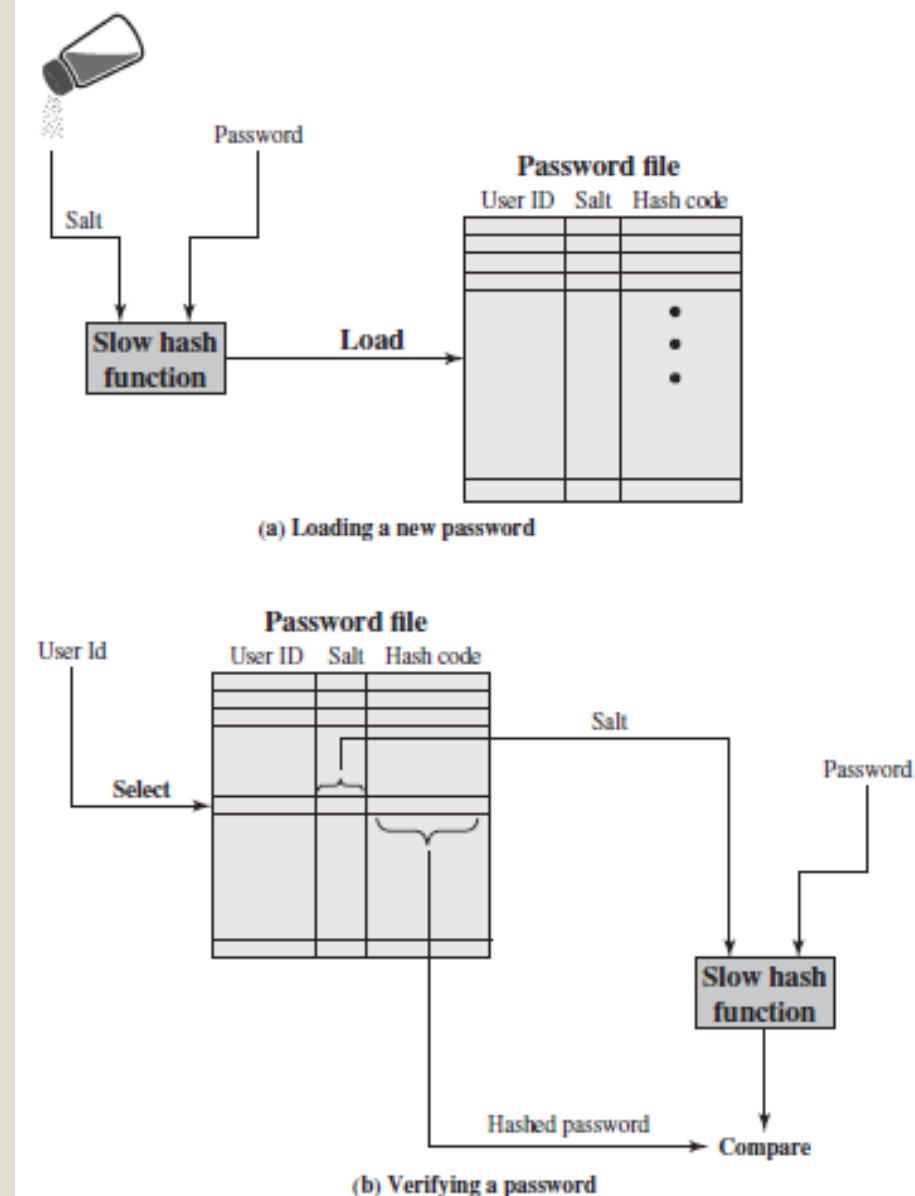 Password
Password file
User ID Salt Hash code
Salt
Slow hash
function
Load
(a) Loading a new password
Password file
User Id
User ID Salt Hash code
Salt
Password
Select
Slow hash
function
Hashed password
Compare
(b) Verifying a password